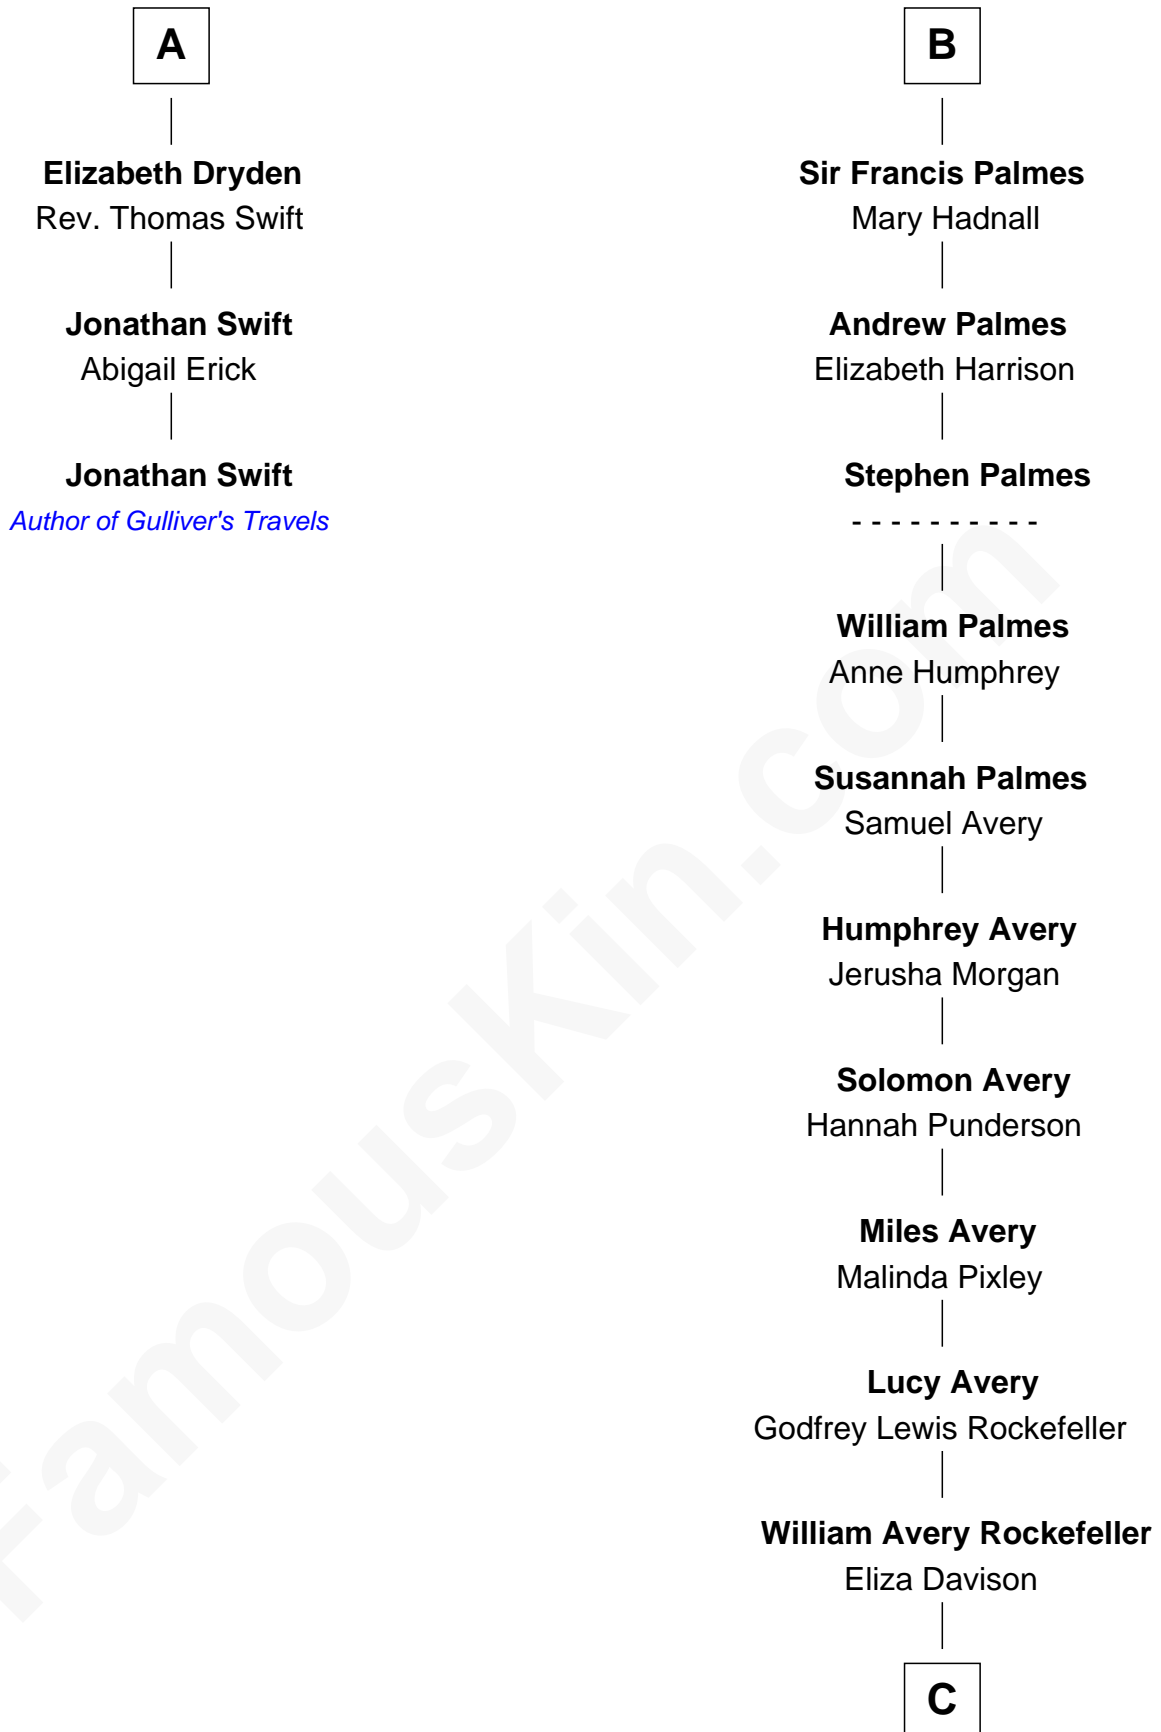 A
Elizabeth Dryden
Rev. Thomas Swift
Jonathan Swift
Abigail Erick
Jonathan Swift
Author of Gulliver's Travels
B
Sir Francis Palmes
Mary Hadnall
Andrew Palmes
Elizabeth Harrison
Stephen Palmes
- - - - - - - - - -
William Palmes
Anne Humphrey
Susannah Palmes
Samuel Avery
Humphrey Avery
Jerusha Morgan
Solomon Avery
Hannah Punderson
Miles Avery
Malinda Pixley
Lucy Avery
Godfrey Lewis Rockefeller
William Avery Rockefeller
Eliza Davison
C
FamousKin.com